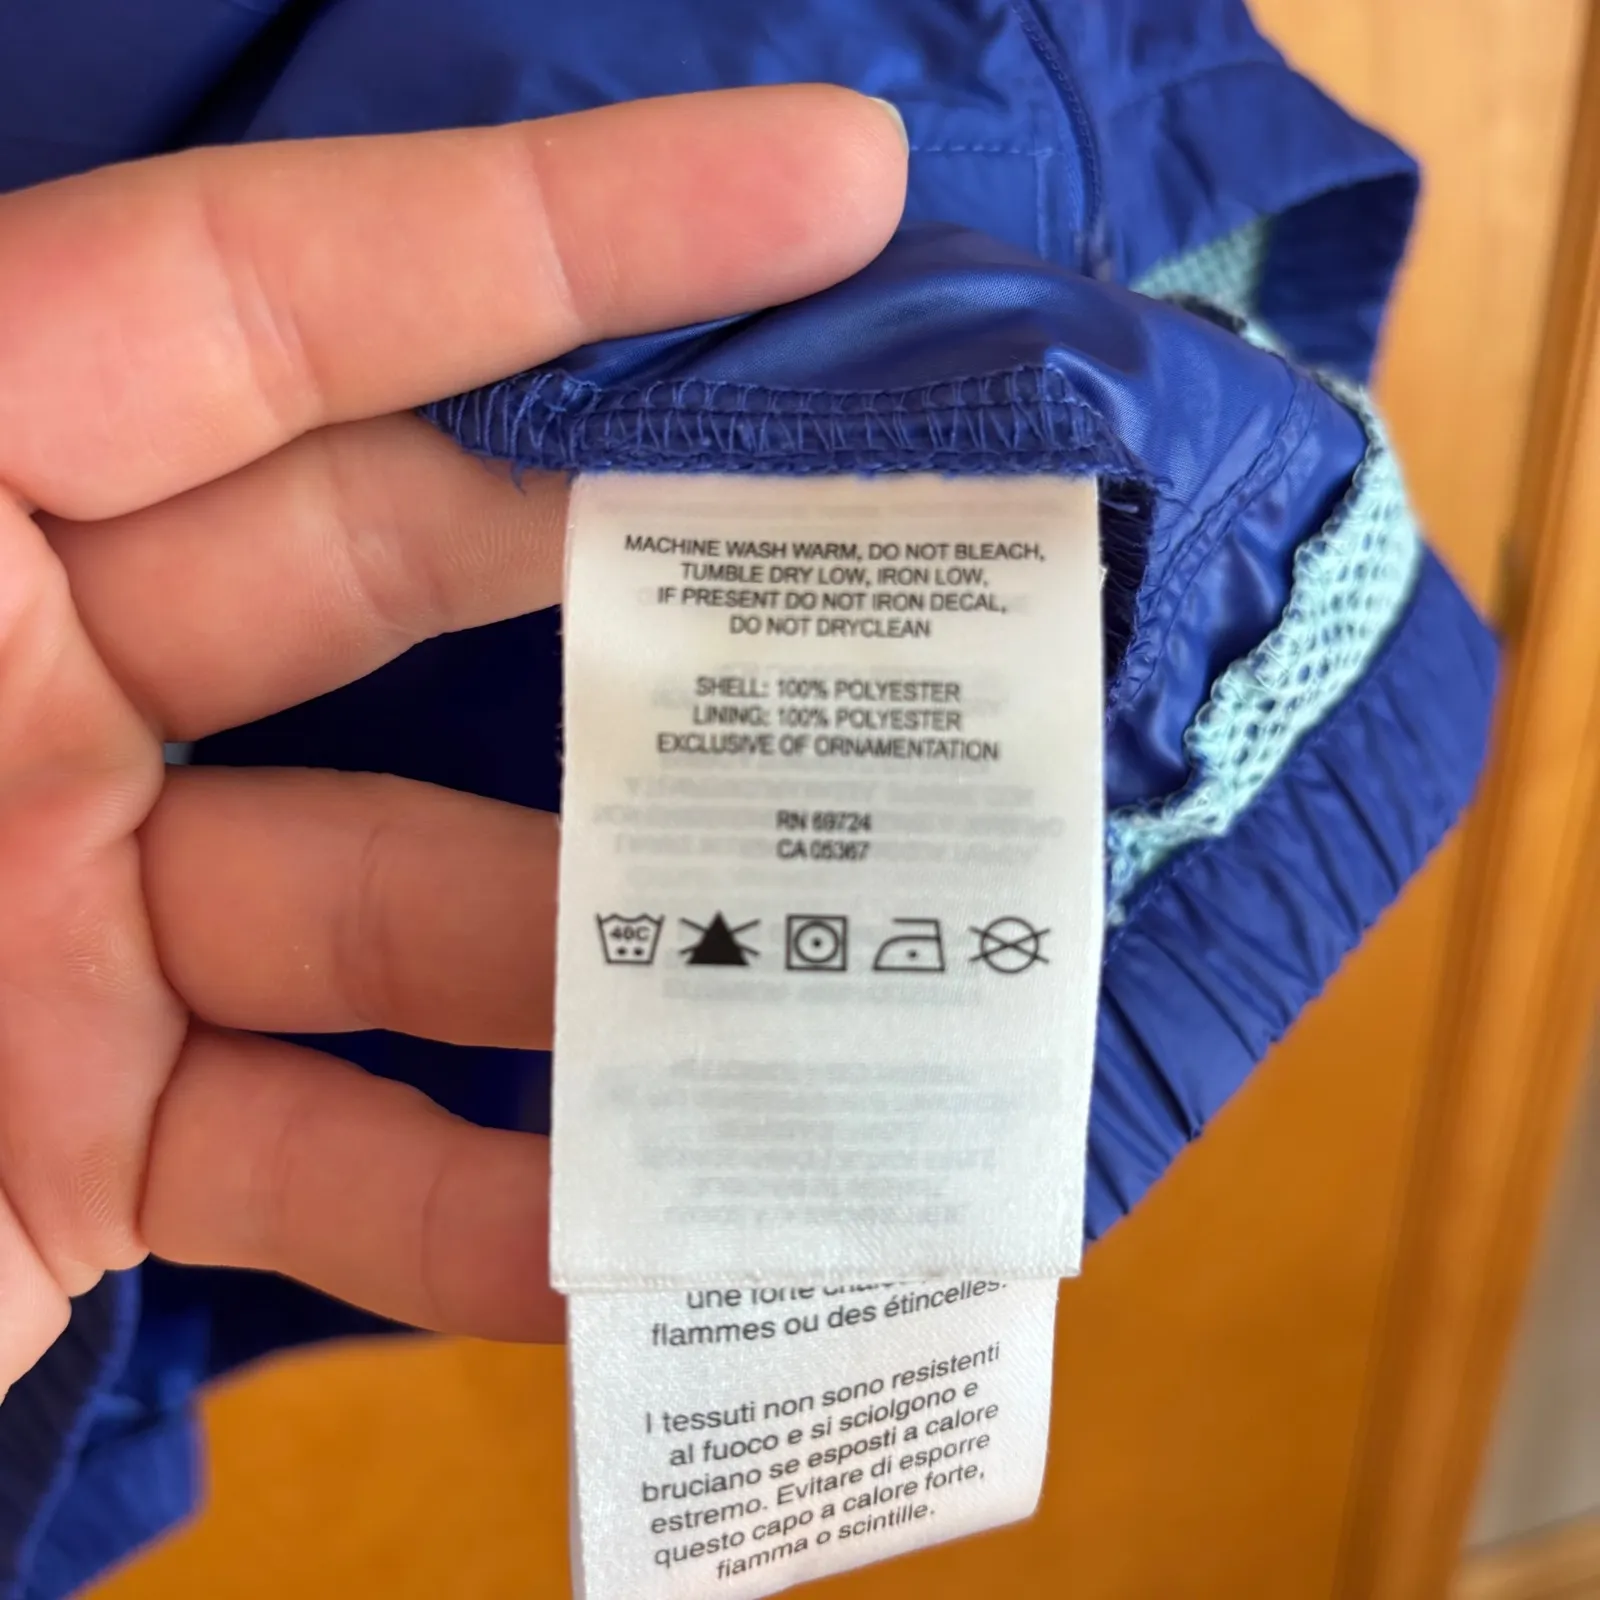 MACHINE WASH WARM, DO NOT BLEACH,
TUMBLE DRY LOW, IRON LOW,
IF PRESENT DO NOT IRON DECAL,
DO NOT DRYCLEAN
SHELL: 100% POLYESTER
LINING: 100% POLYESTER
EXCLUSIVE OF ORNAMENTATION
RN 69724
CA 05367
40C
une forte
flammes ou des étincelles.
I tessuti non sono resistenti
al fuoco e si sciolgono e
bruciano se esposti a calore
estremo. Evitare di esporre
questo capo a calore forte,
fiamma o scintille.